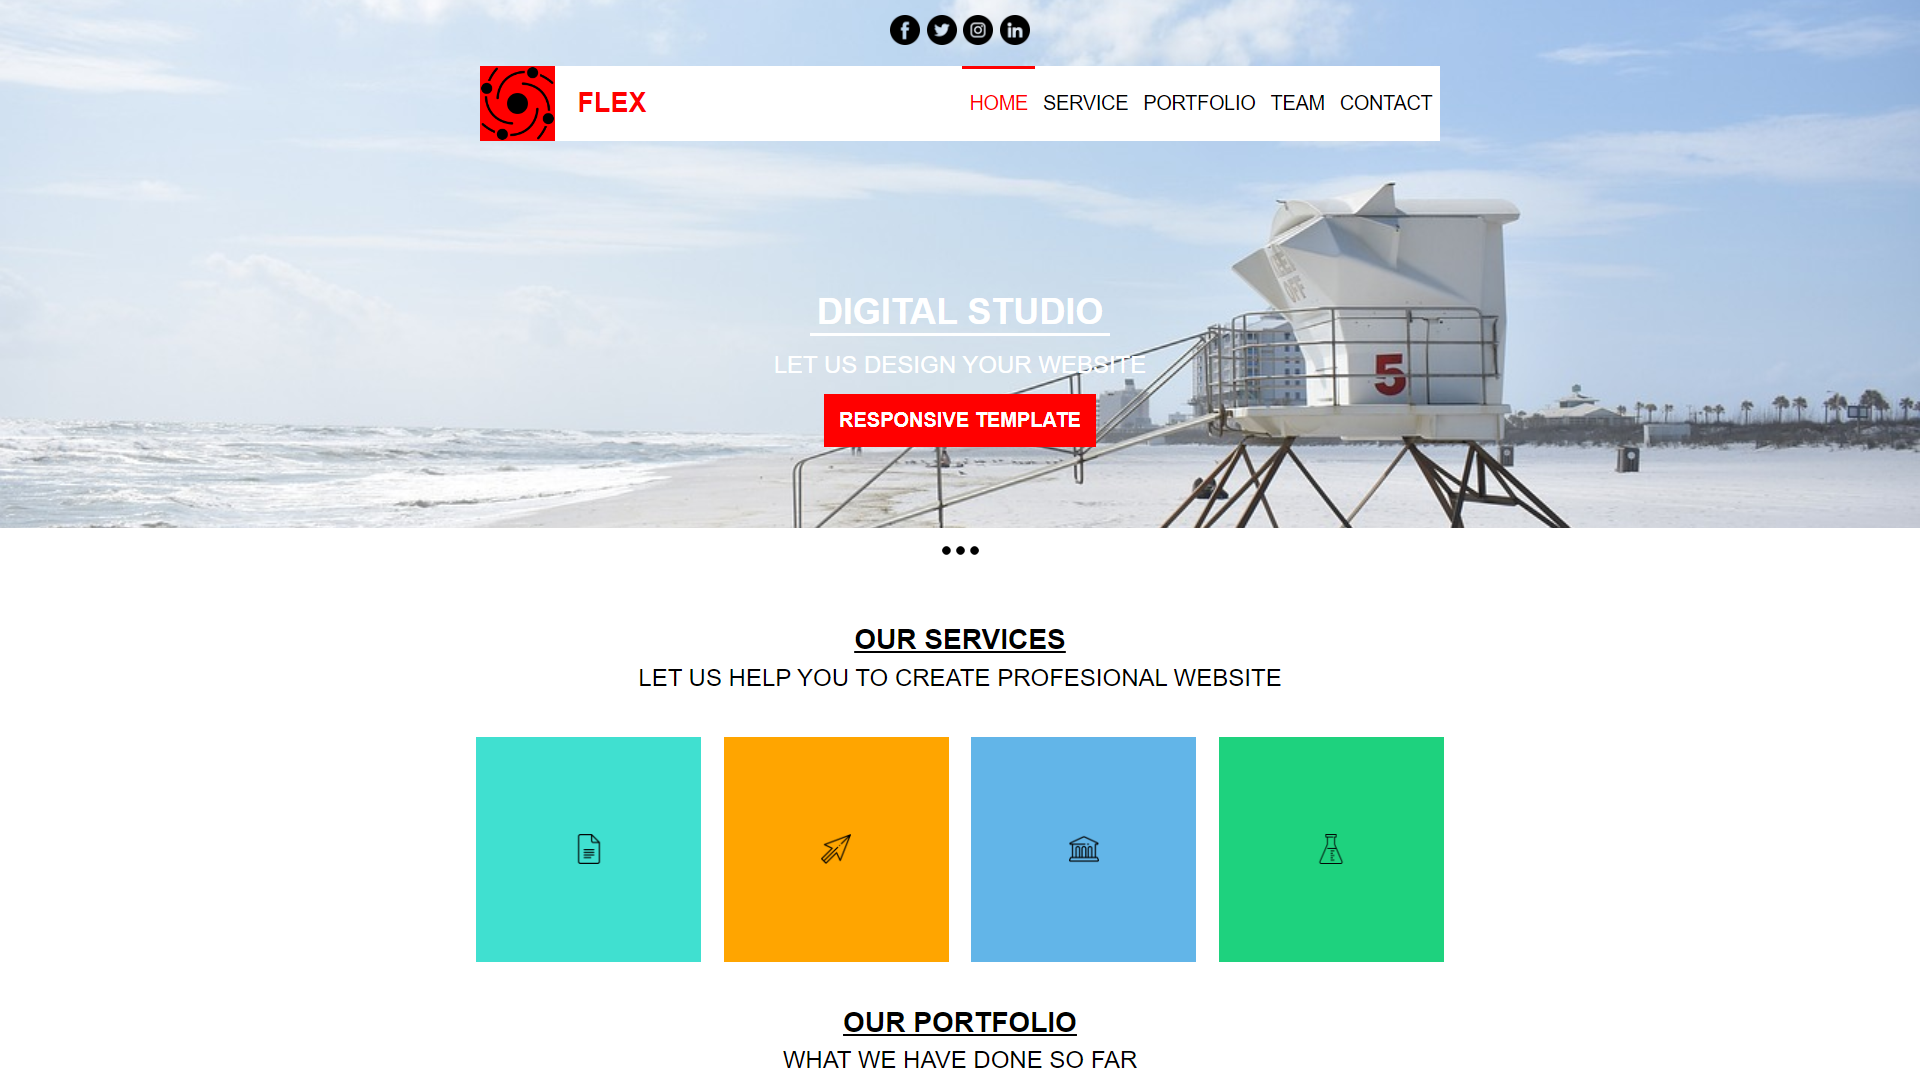 FLEX
HOME SERVICE PORTFOLIO TEAM CONTACT
DIGITAL STUDIO
LET US DESIGN YOUR WEBSITE
5
RESPONSIVE TEMPLATE
OUR SERVICES
LET US HELP YOU TO CREATE PROFESIONAL WEBSITE
OUR PORTFOLIO
WHAT WE HAVE DONE SO FAR